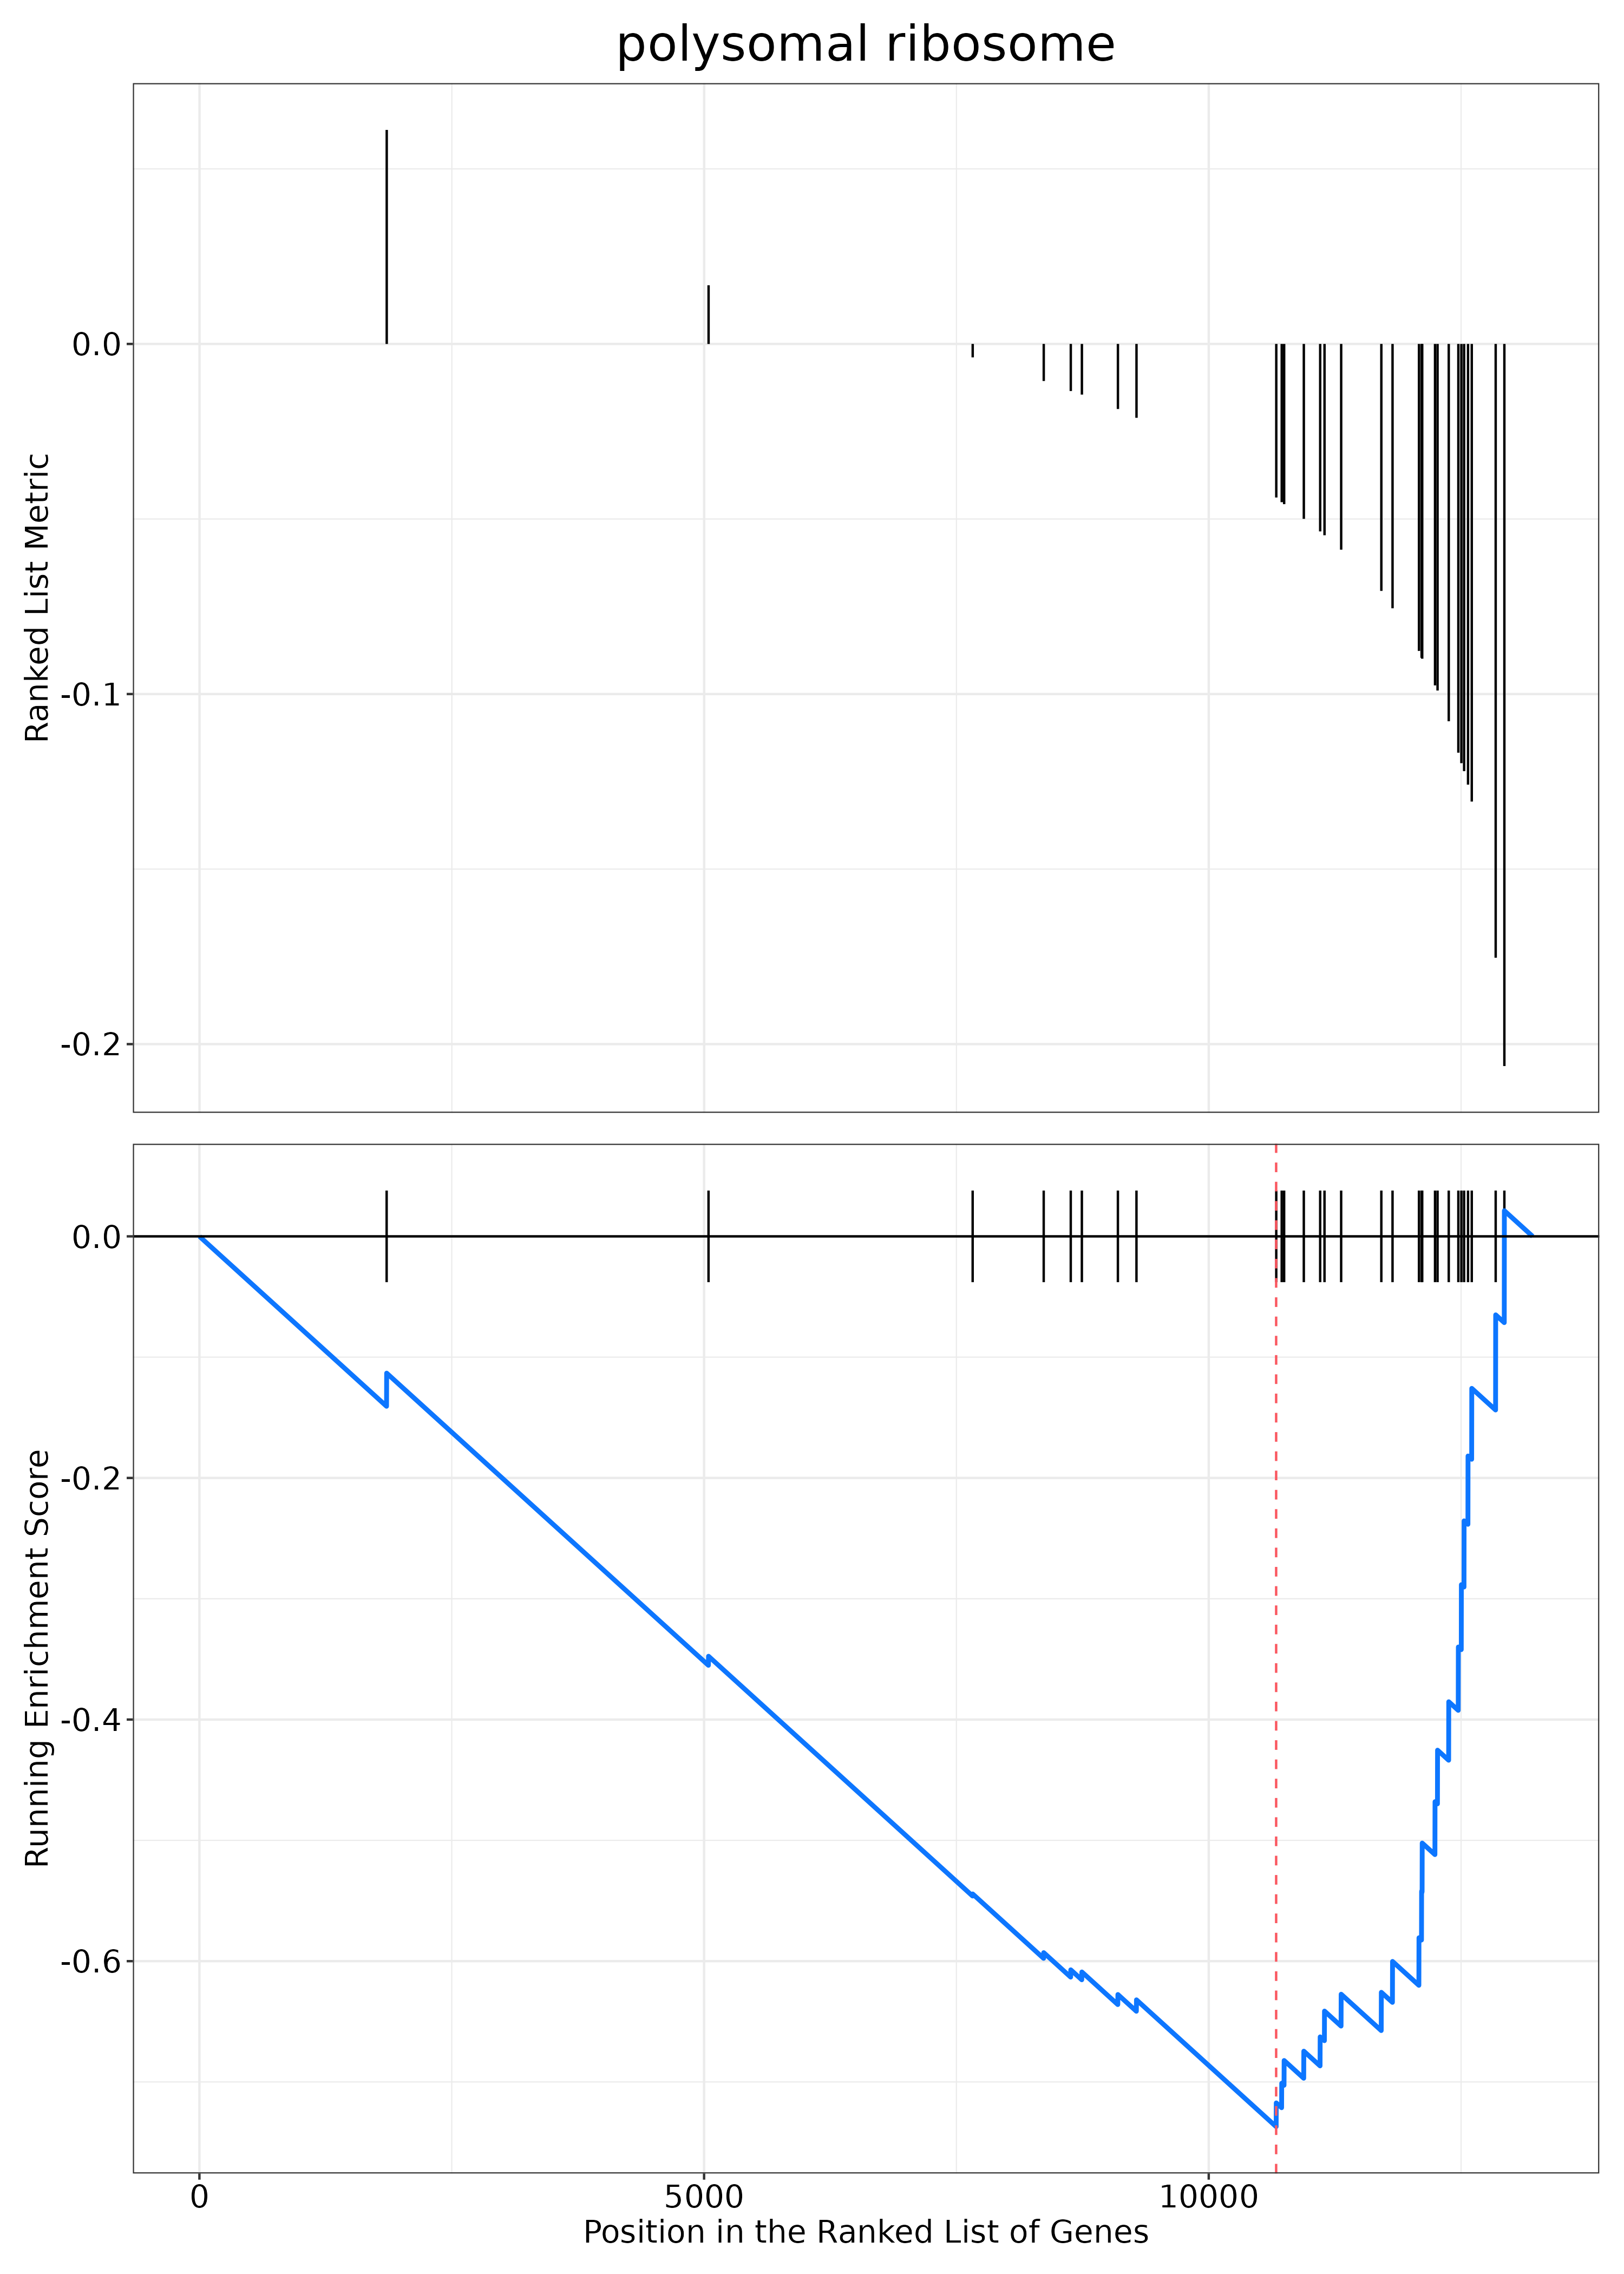 polysomal ribosome
Ranked List Metric
0.0
-0.1
-0.2
Running Enrichment Score
0.0
-0.2
-0.4
-0.6
0 5000 10000
Position in the Ranked List of Genes